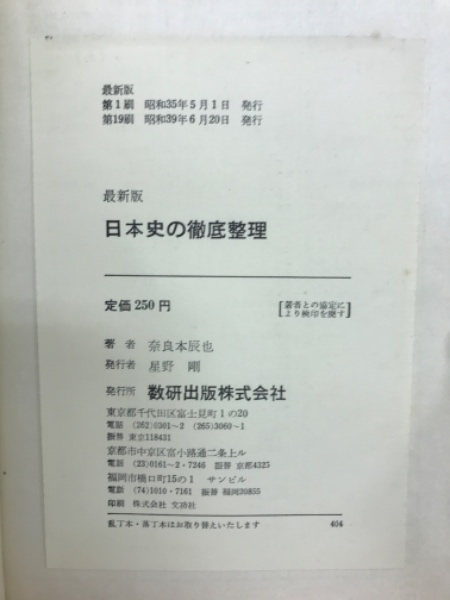 最新版
第1刷 昭和35年5月1日 発行
第19刷 昭和39年6月20日 発行
最新版
日本史の徹底整理
定価 250 円
[著者との協定により検印を廃す]
著者 奈良本辰也
発行者 星野 剛
発行所 数研出版株式会社
東京都千代田区富士見町1の20
電話 (262)0301〜2 (265)3060〜1
振替 東京118431
京都市中京区富小路通二条上ル
電話 (23)0161〜2・7246 振替 京都4325
福岡市橋口町15の1 サンビル
電話 (74)1010・7161 振替 福岡20855
印刷 株式会社 文功社
乱丁本・落丁本はお取り替えいたします 404